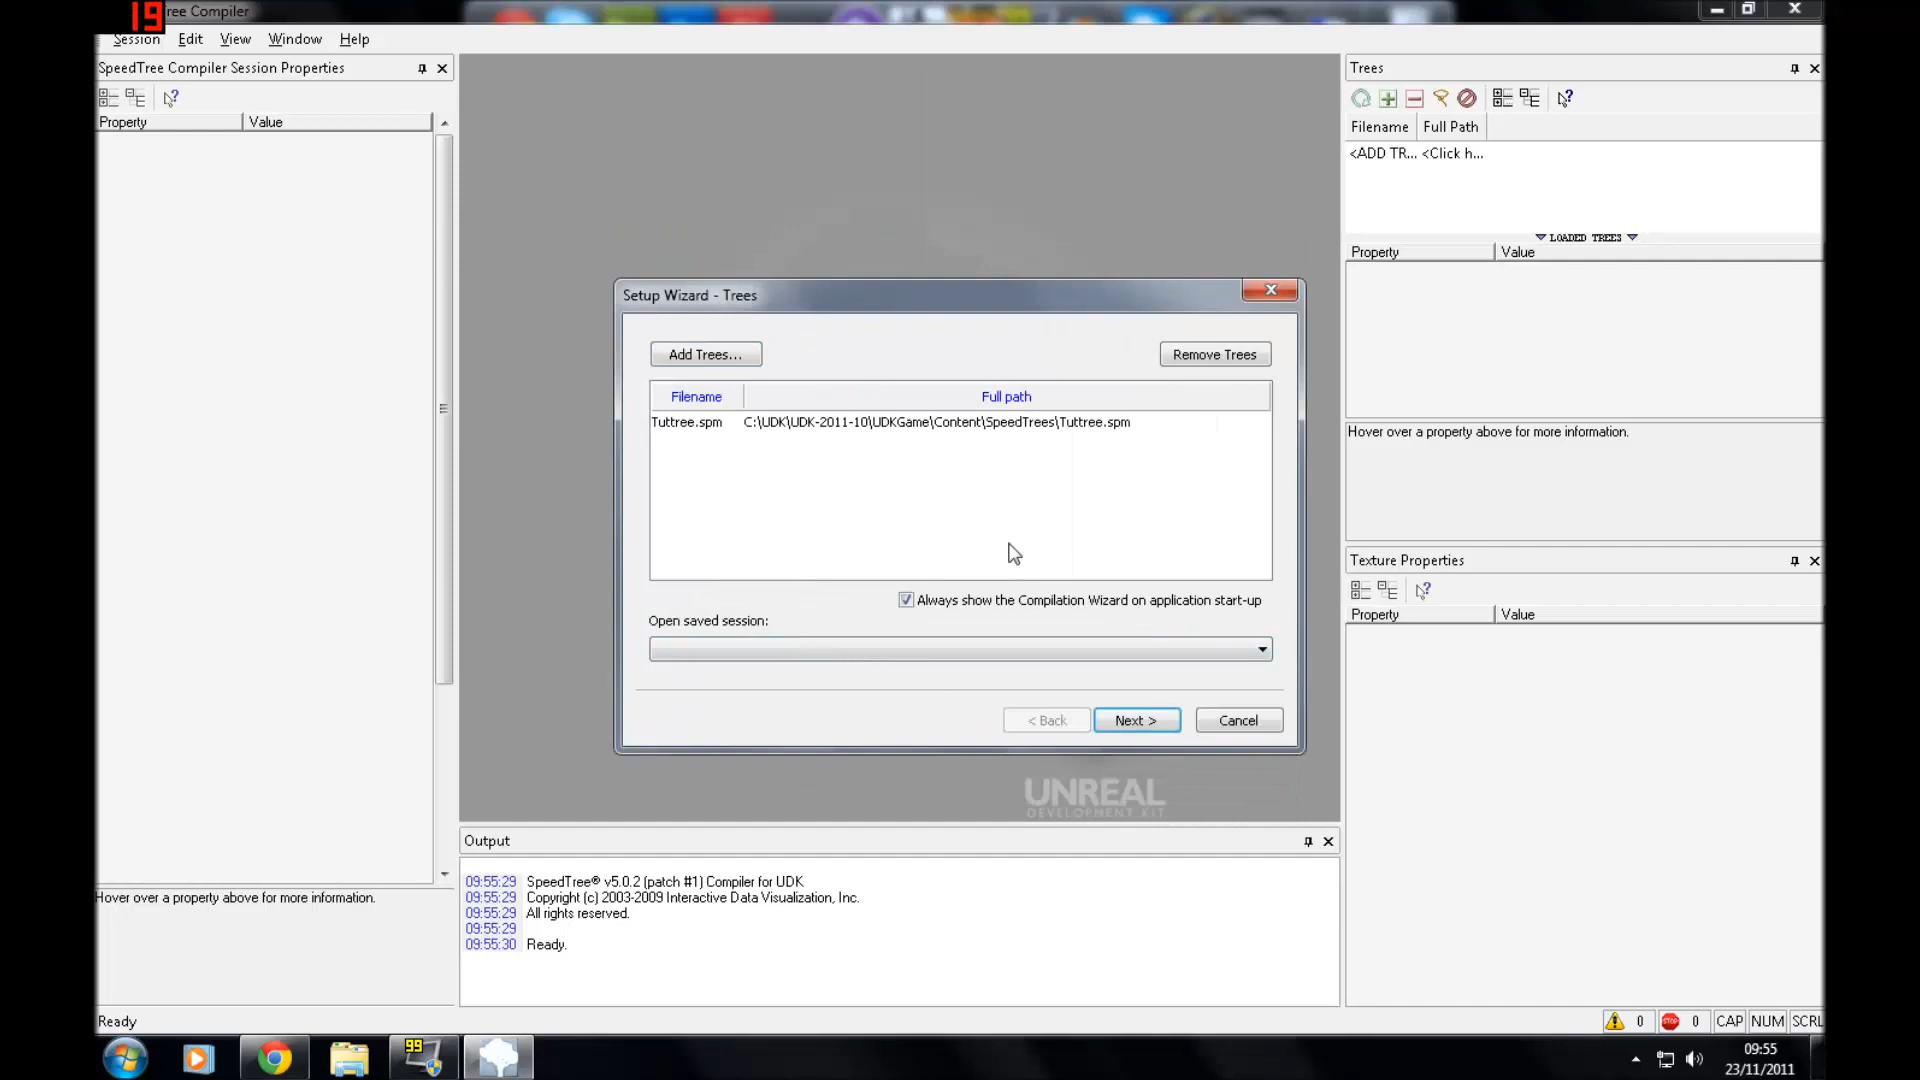 19
ree Compiler
Session Edit View Window Help
SpeedTree Compiler Session Properties
Property Value
Hover over a property above for more information.
Trees
Filename Full Path
<ADD TR... <Click h...
LOADED TREES
Property Value
Hover over a property above for more information.
Texture Properties
Property Value
Setup Wizard - Trees
Add Trees... Remove Trees
Filename Full path
Tuttree.spm C:\UDK\UDK-2011-10\UDKGame\Content\SpeedTrees\Tuttree.spm
Always show the Compilation Wizard on application start-up
Open saved session:
< Back Next > Cancel
UNREAL
DEVELOPMENT KIT
Output
09:55:29 SpeedTree® v5.0.2 (patch #1) Compiler for UDK
09:55:29 Copyright (c) 2003-2009 Interactive Data Visualization, Inc.
09:55:29 All rights reserved.
09:55:29
09:55:30 Ready.
Ready
0 STOP 0 CAP NUM SCRL
99
09:55
23/11/2011